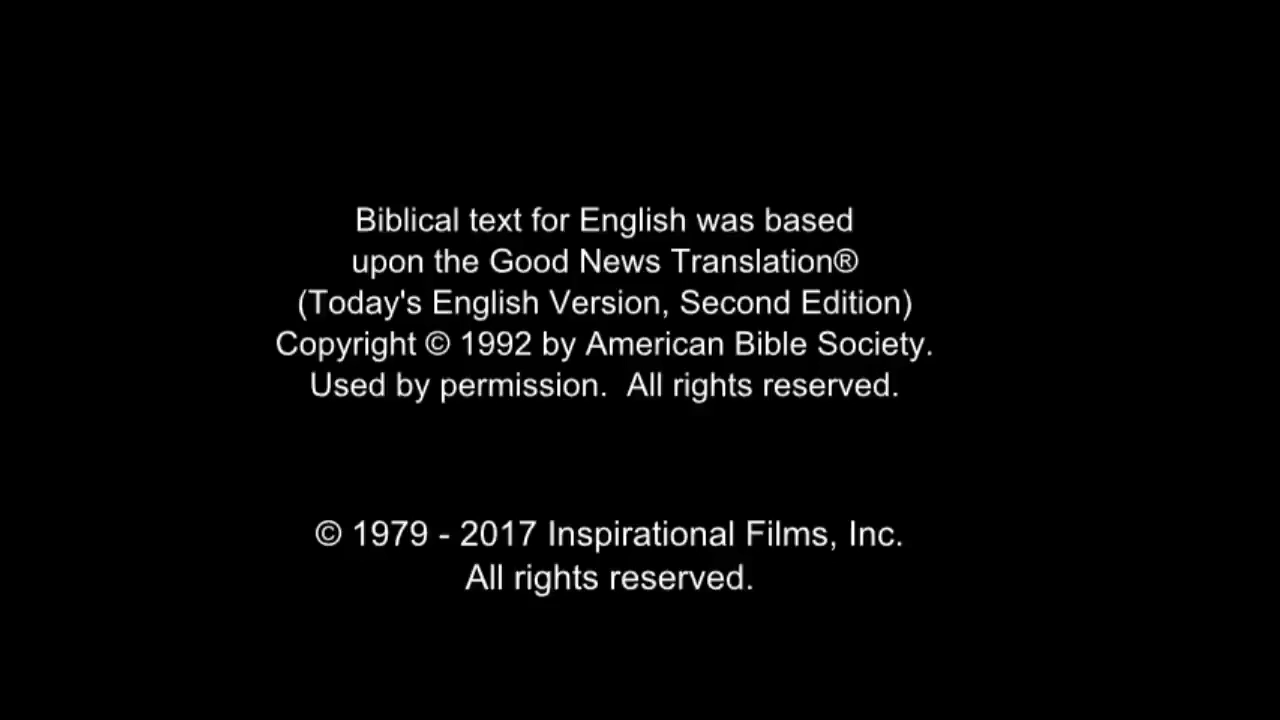 Biblical text for English was based
upon the Good News Translation®
(Today's English Version, Second Edition)
Copyright © 1992 by American Bible Society.
Used by permission.  All rights reserved.
© 1979 - 2017 Inspirational Films, Inc.
All rights reserved.